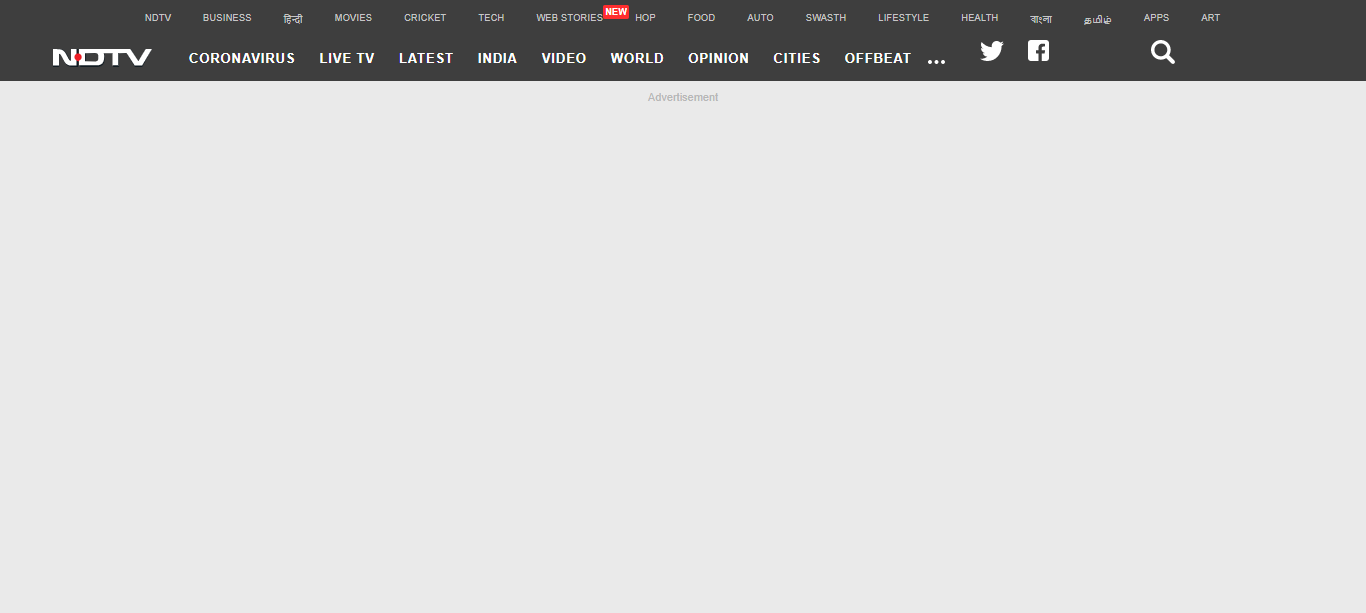 NDTV BUSINESS हिन्दी MOVIES CRICKET TECH WEB STORIES NEW HOP FOOD AUTO SWASTH LIFESTYLE HEALTH বাংলা தமிழ் APPS ART
NDTV CORONAVIRUS LIVE TV LATEST INDIA VIDEO WORLD OPINION CITIES OFFBEAT ...
Advertisement